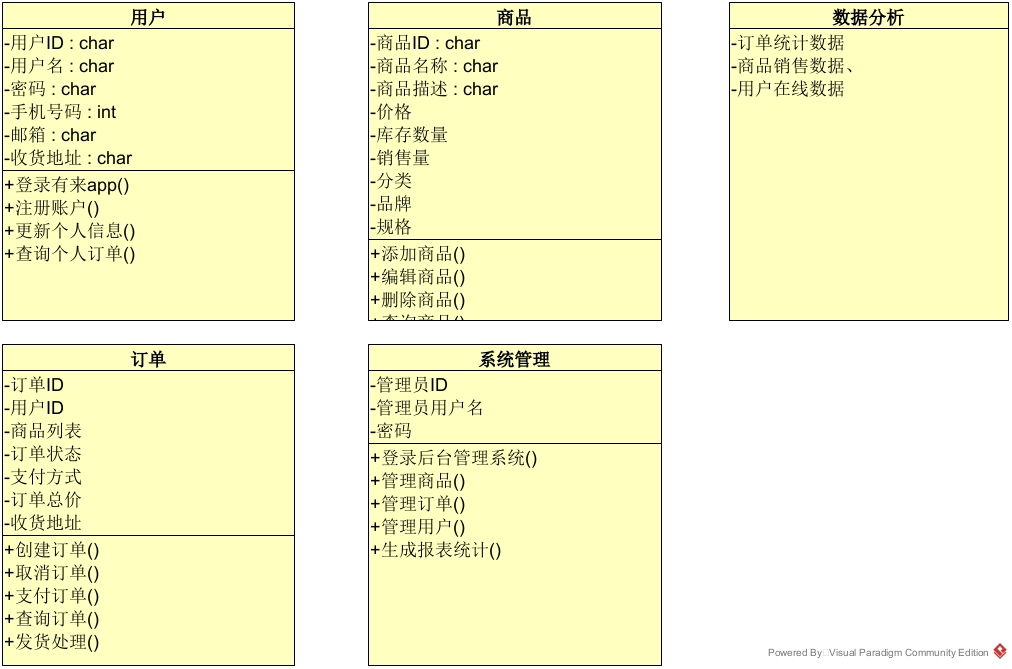 用户
-用户ID : char
-用户名 : char
-密码 : char
-手机号码 : int
-邮箱 : char
-收货地址 : char
+登录有来app()
+注册账户()
+更新个人信息()
+查询个人订单()
商品
-商品ID : char
-商品名称 : char
-商品描述 : char
-价格
-库存数量
-销售量
-分类
-品牌
-规格
+添加商品()
+编辑商品()
+删除商品()
+查询商品()
数据分析
-订单统计数据
-商品销售数据、
-用户在线数据
订单
-订单ID
-用户ID
-商品列表
-订单状态
-支付方式
-订单总价
-收货地址
+创建订单()
+取消订单()
+支付订单()
+查询订单()
+发货处理()
系统管理
-管理员ID
-管理员用户名
-密码
+登录后台管理系统()
+管理商品()
+管理订单()
+管理用户()
+生成报表统计()
Powered By Visual Paradigm Community Edition